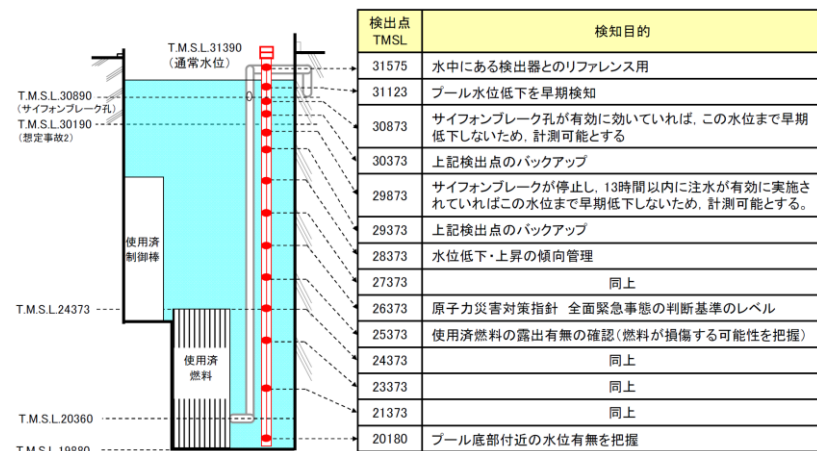 T.M.S.L.31390
(通常水位)
T.M.S.L.30890
(サイフォンブレーク孔)
T.M.S.L.30190
(想定事故2)
使用済
制御棒
T.M.S.L.24373
使用済
燃料
T.M.S.L.20360
T.M.S.L.19880
検出点
TMSL
検知目的
31575 水中にある検出器とのリファレンス用
31123 プール水位低下を早期検知
30873 サイフォンブレーク孔が有効に効いていれば,この水位まで早期
低下しないため,計測可能とする
30373 上記検出点のバックアップ
29873 サイフォンブレークが停止し,13時間以内に注水が有効に実施さ
れていればこの水位まで早期低下しないため,計測可能とする。
29373 上記検出点のバックアップ
28373 水位低下・上昇の傾向管理
27373 同上
26373 原子力災害対策指針 全面緊急事態の判断基準のレベル
25373 使用済燃料の露出有無の確認(燃料が損傷する可能性を把握)
24373 同上
23373 同上
21373 同上
20180 プール底部付近の水位有無を把握